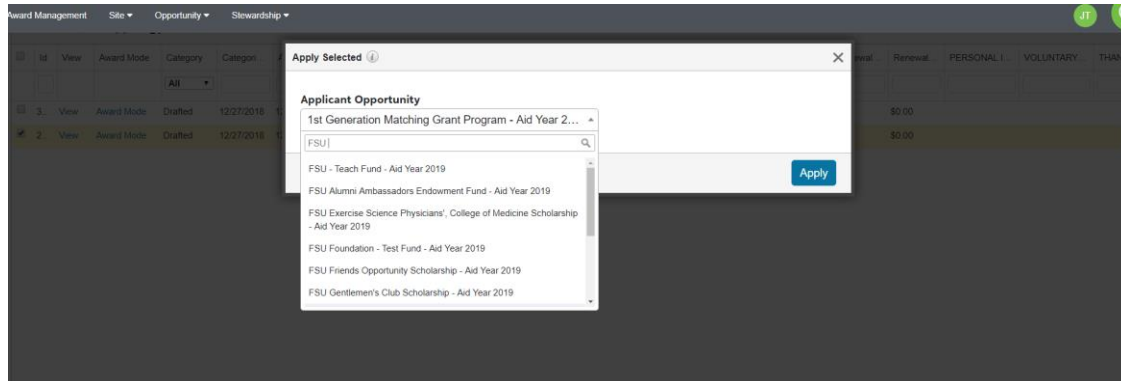 Award Management Site Opportunity Stewardship JT
Id View Award Mode Category Categori... Renewal... PERSONAL I... VOLUNTARY...
All
3... View Award Mode Drafted 12/27/2016 $0.00
2... View Award Mode Drafted 12/27/2016 $0.00
Apply Selected
Applicant Opportunity
1st Generation Matching Grant Program - Aid Year 2...
FSU
FSU - Teach Fund - Aid Year 2019
FSU Alumni Ambassadors Endowment Fund - Aid Year 2019
FSU Exercise Science Physicians', College of Medicine Scholarship
- Aid Year 2019
FSU Foundation - Test Fund - Aid Year 2019
FSU Friends Opportunity Scholarship - Aid Year 2019
FSU Gentlemen's Club Scholarship - Aid Year 2019
Apply